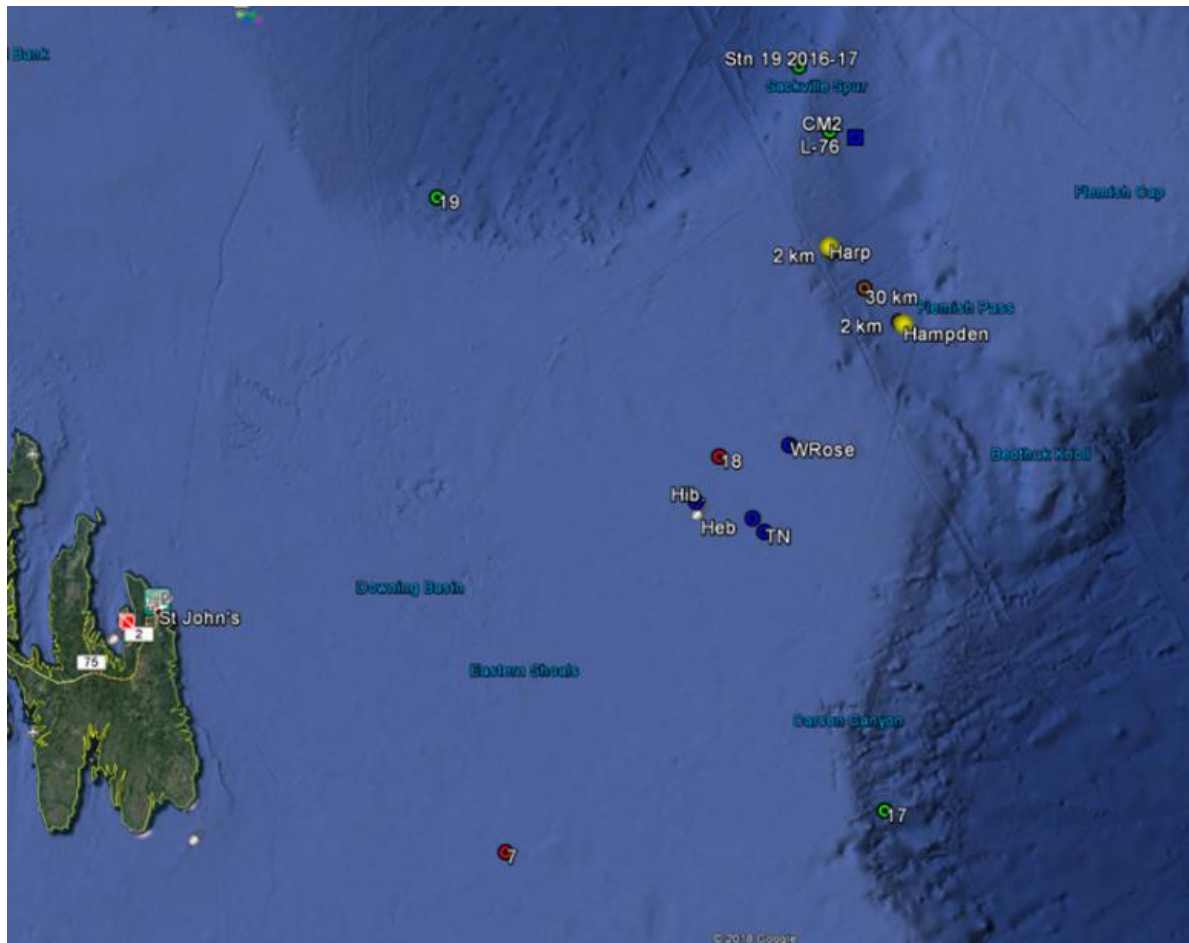 l Bank
Stn 19 2016-17
Sackville Spur
CM2
L-76
19
Flemish Cap
2 km Harp
30 km
Flemish Pass
2 km
Hampden
WRose
18
Beothuk Knoll
Hib
Heb
TN
Downing Basin
St John's
2
75
Eastern Shoals
Carson Canyon
17
7
© 2018 Google